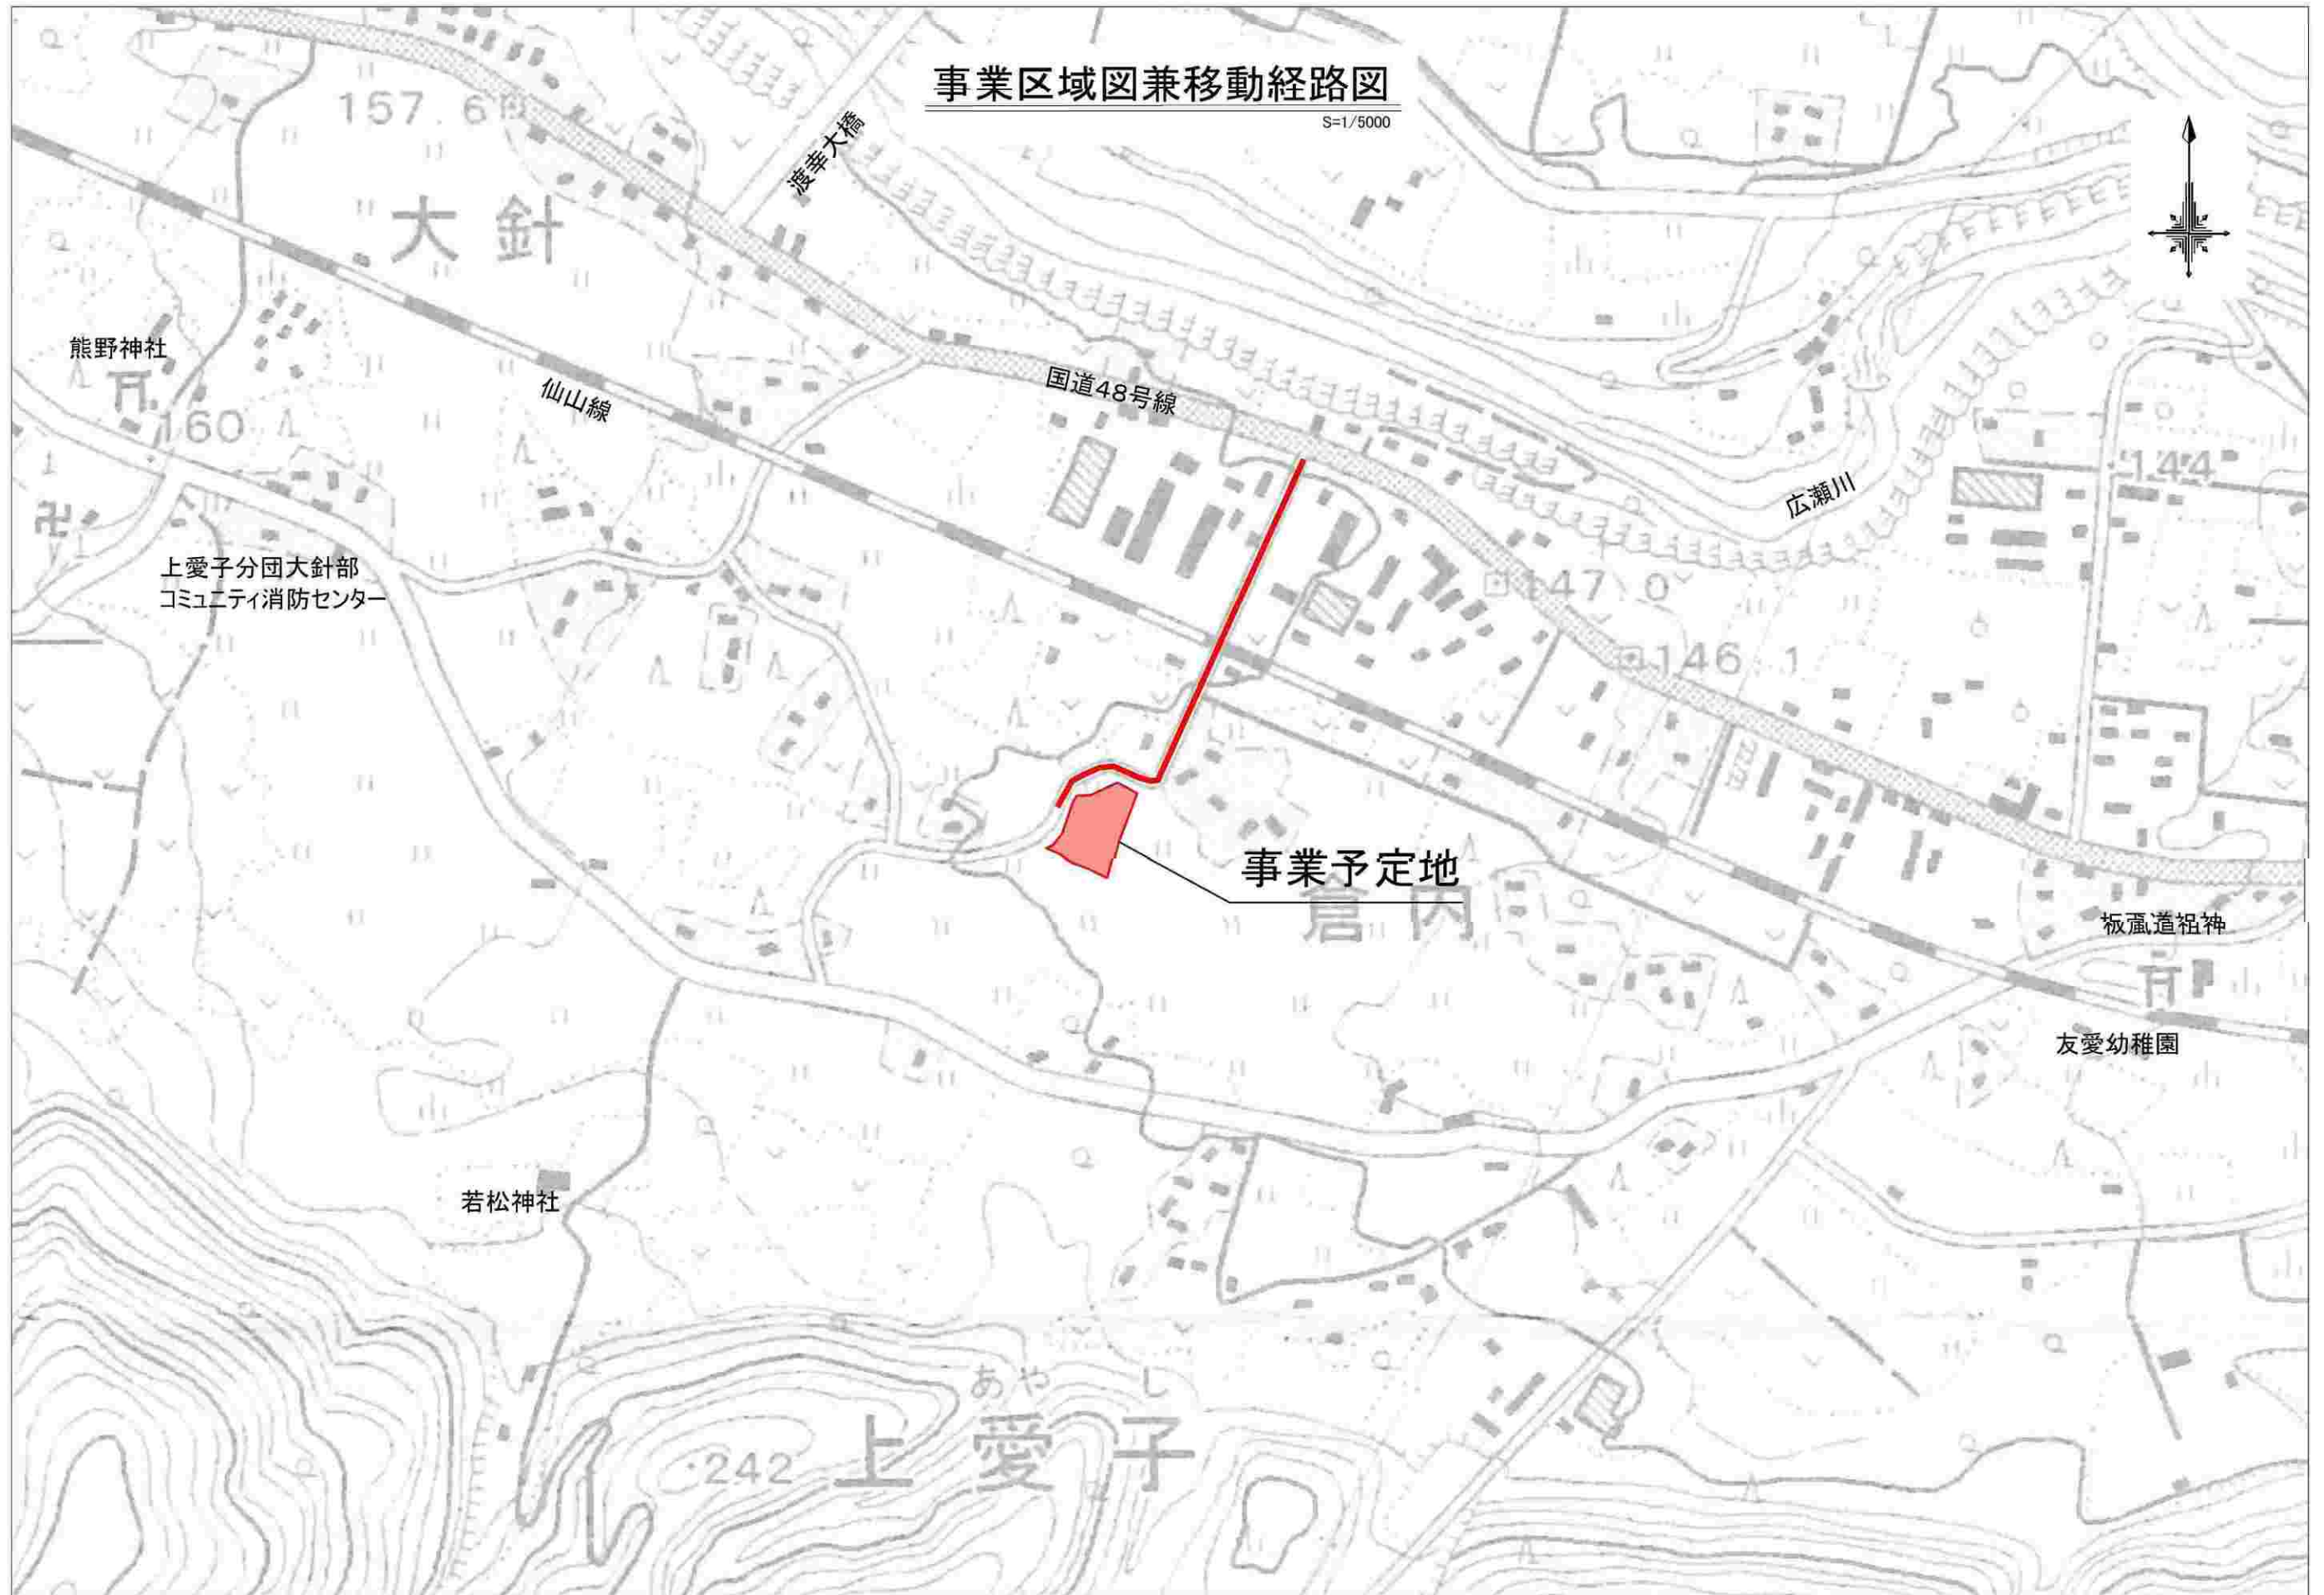 事業区域図兼移動経路図
S=1/5000
157.6
渡幸大橋
大針
熊野神社
160
仙山線
国道48号線
144
広瀬川
上愛子分団大針部
コミュニティ消防センター
147.0
146.1
事業予定地
倉内
板颪道祖神
友愛幼稚園
若松神社
あやし
・242
上愛子